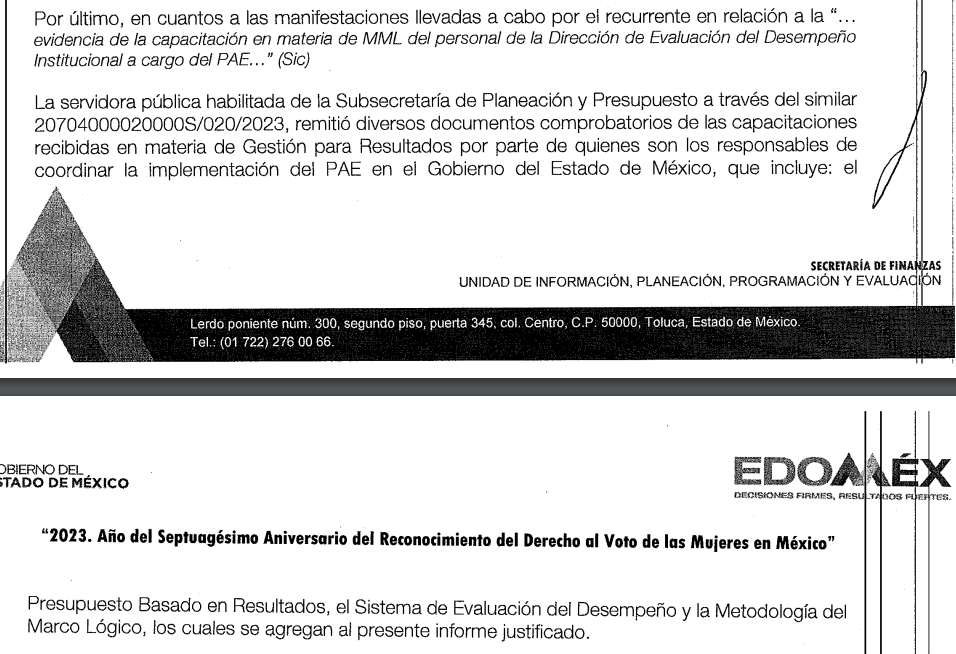 Por último, en cuantos a las manifestaciones llevadas a cabo por el recurrente en relación a la “…
evidencia de la capacitación en materia de MML del personal de la Dirección de Evaluación del Desempeño
Institucional a cargo del PAE…” (Sic)
La servidora pública habilitada de la Subsecretaría de Planeación y Presupuesto a través del similar
20704000020000S/020/2023, remitió diversos documentos comprobatorios de las capacitaciones
recibidas en materia de Gestión para Resultados por parte de quienes son los responsables de
coordinar la implementación del PAE en el Gobierno del Estado de México, que incluye: el
SECRETARÍA DE FINANZAS
UNIDAD DE INFORMACIÓN, PLANEACIÓN, PROGRAMACIÓN Y EVALUACIÓN
Lerdo poniente núm. 300, segundo piso, puerta 345, col. Centro, C.P. 50000, Toluca, Estado de México.
Tel.: (01 722) 276 00 66.
OBIERNO DEL
STADO DE MÉXICO
EDOMÉX
DECISIONES FIRMES, RESULTADOS FUERTES.
“2023. Año del Septuagésimo Aniversario del Reconocimiento del Derecho al Voto de las Mujeres en México”
Presupuesto Basado en Resultados, el Sistema de Evaluación del Desempeño y la Metodología del
Marco Lógico, los cuales se agregan al presente informe justificado.